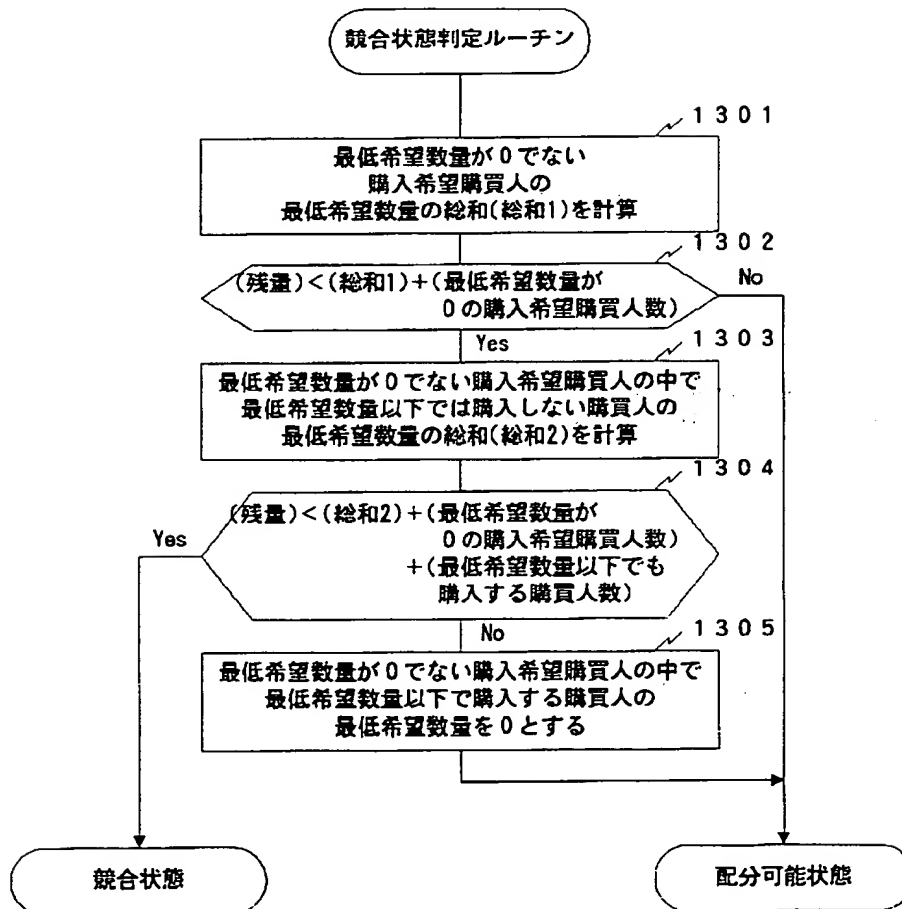 競合状態判定ルーチン
1301
最低希望数量が0でない
購入希望購買人の
最低希望数量の総和(総和1)を計算
1302
(残量)<(総和1)+(最低希望数量が
0の購入希望購買人数)
No
Yes
1303
最低希望数量が0でない購入希望購買人の中で
最低希望数量以下では購入しない購買人の
最低希望数量の総和(総和2)を計算
1304
(残量)<(総和2)+(最低希望数量が
0の購入希望購買人数)
+(最低希望数量以下でも
購入する購買人数)
Yes
No
1305
最低希望数量が0でない購入希望購買人の中で
最低希望数量以下で購入する購買人の
最低希望数量を0とする
競合状態
配分可能状態